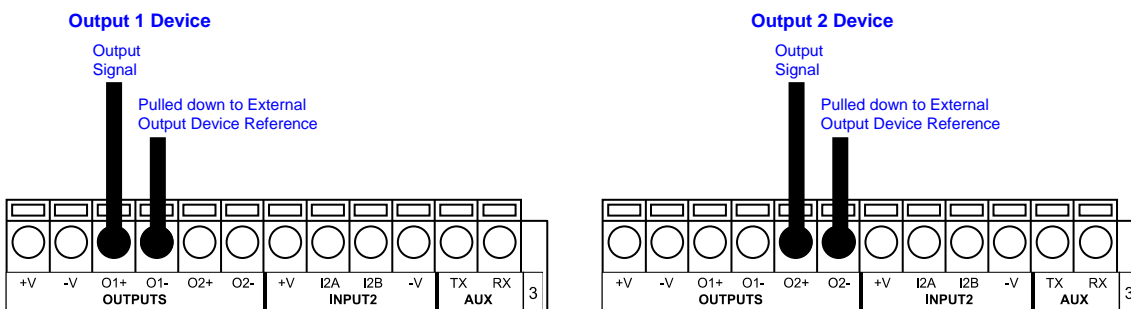 Output 1 Device
Output
Signal
Pulled down to External
Output Device Reference
+V -V O1+ O1- O2+ O2- +V I2A I2B -V TX RX
OUTPUTS INPUT2 AUX
3
Output 2 Device
Output
Signal
Pulled down to External
Output Device Reference
+V -V O1+ O1- O2+ O2- +V I2A I2B -V TX RX
OUTPUTS INPUT2 AUX
3